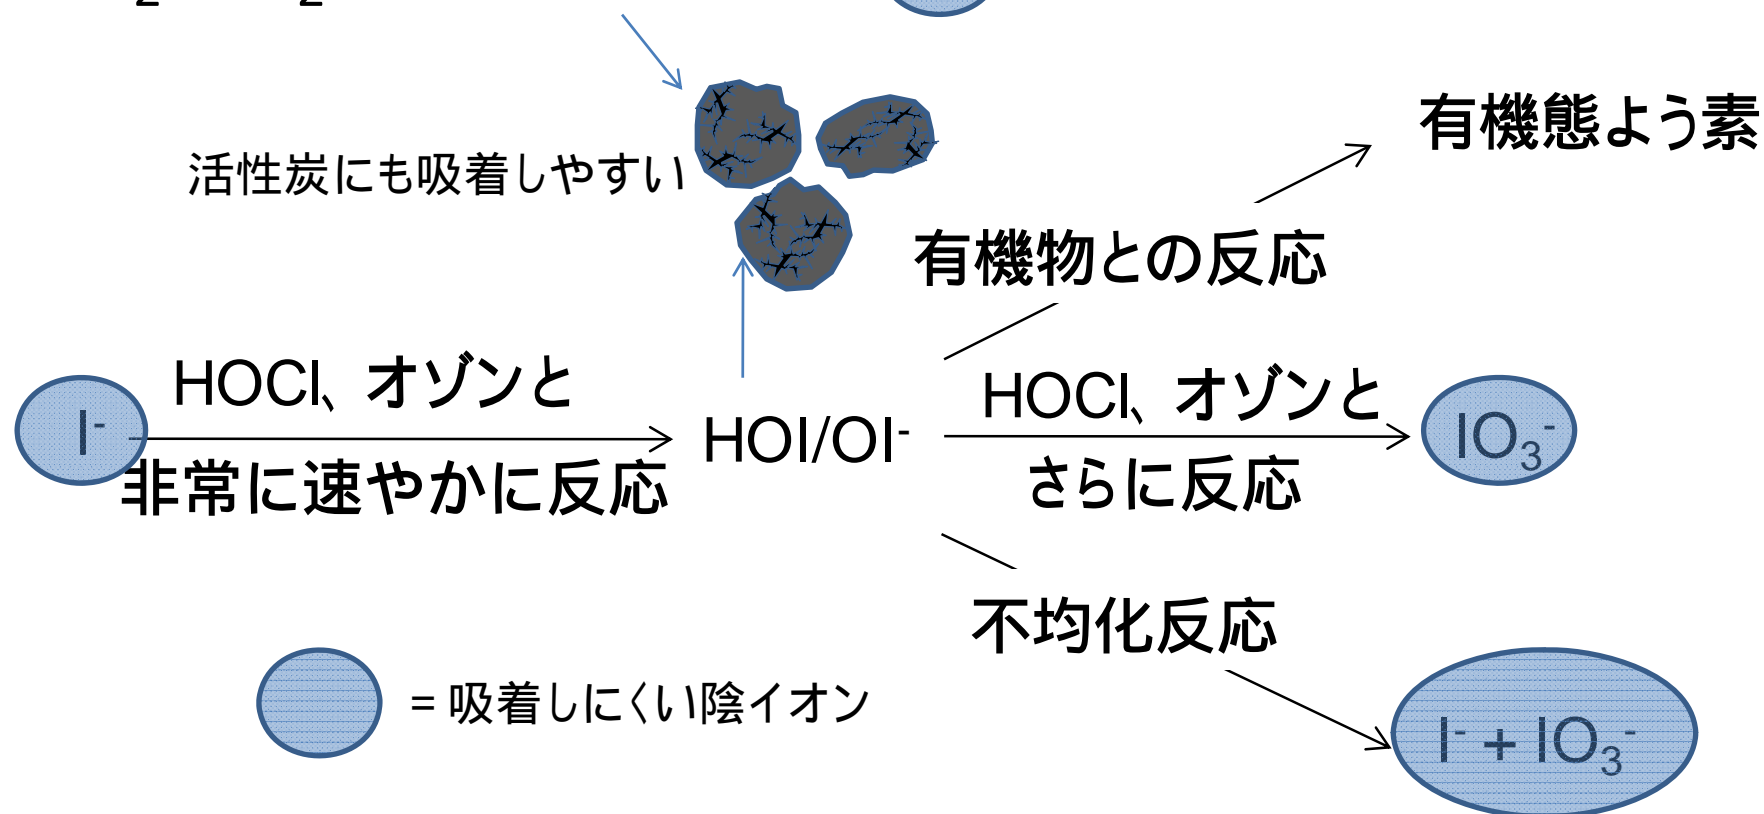 有機態よう素
活性炭にも吸着しやすい
有機物との反応
HOCl、オゾンと
HOCl、オゾンと
I⁻
HOI/OI⁻
IO₃⁻
非常に速やかに反応
さらに反応
不均化反応
= 吸着しにくい陰イオン
I⁻ + IO₃⁻